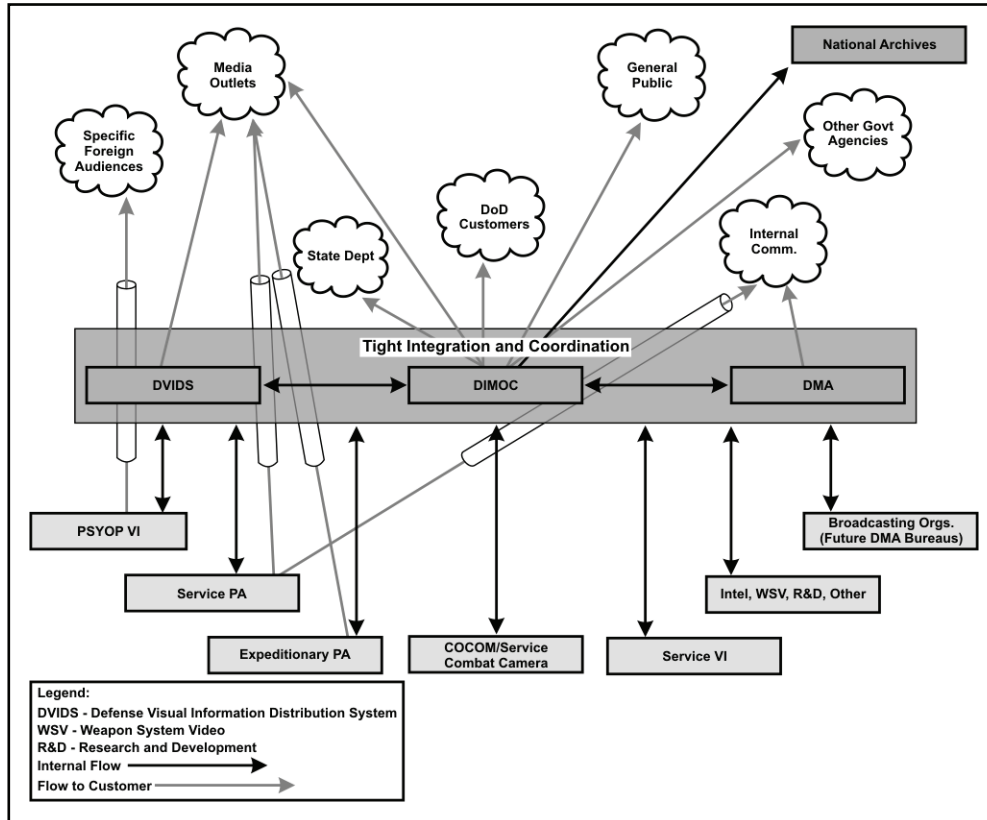 National Archives
Media
Outlets
General
Public
Other Govt
Agencies
Specific
Foreign
Audiences
DoD
Customers
Internal
Comm.
State Dept
Tight Integration and Coordination
DVIDS
DIMOC
DMA
PSYOP VI
Broadcasting Orgs.
(Future DMA Bureaus)
Service PA
Intel, WSV, R&D, Other
Expeditionary PA
COCOM/Service
Combat Camera
Service VI
Legend:
DVIDS - Defense Visual Information Distribution System
WSV - Weapon System Video
R&D - Research and Development
Internal Flow
Flow to Customer